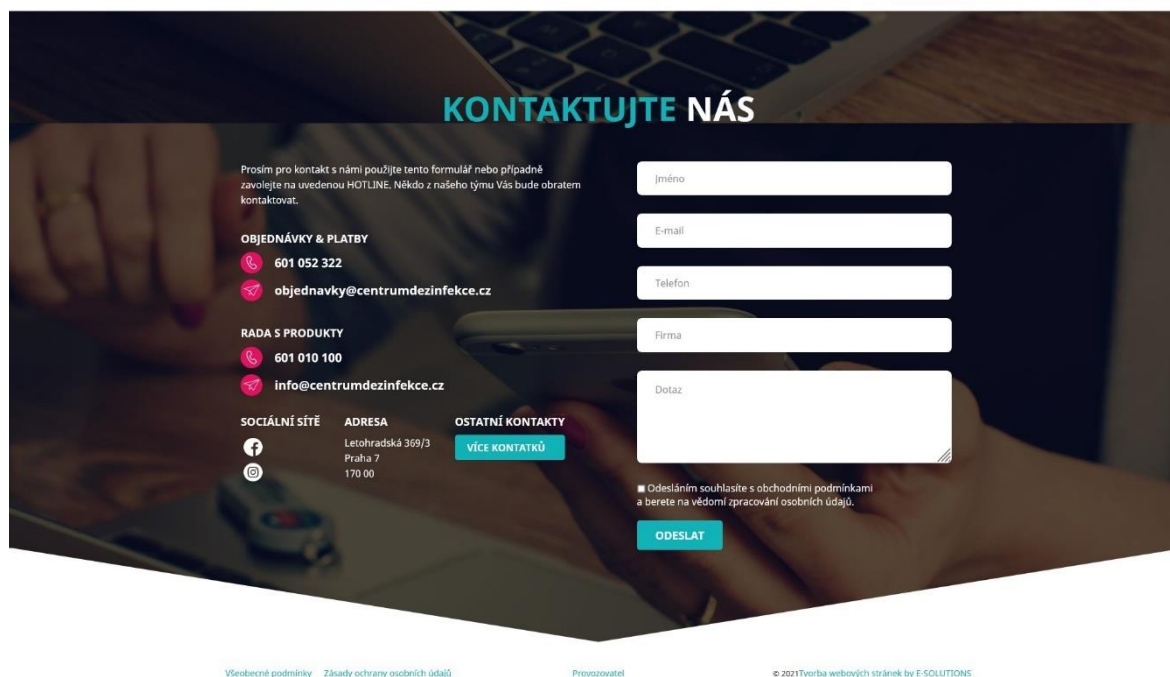 KONTAKTUJTE NÁS
Prosím pro kontakt s námi použijte tento formulář nebo případně
zavolejte na uvedenou HOTLINE. Někdo z našeho týmu Vás bude obratem
kontaktovat.
OBJEDNÁVKY & PLATBY
601 052 322
objednavky@centrumdezinfekce.cz
RADA S PRODUKTY
601 010 100
info@centrumdezinfekce.cz
SOCIÁLNÍ SÍTĚ
ADRESA
Letohradská 369/3
Praha 7
170 00
OSTATNÍ KONTAKTY
VÍCE KONTATKŮ
Jméno
E-mail
Telefon
Firma
Dotaz
Odesláním souhlasíte s obchodními podmínkami
a berete na vědomí zpracování osobních údajů.
ODESLAT
Všeobecné podmínky Zásady ochrany osobních údajů
Provozovatel
© 2021Tvorba webových stránek by E-SOLUTIONS